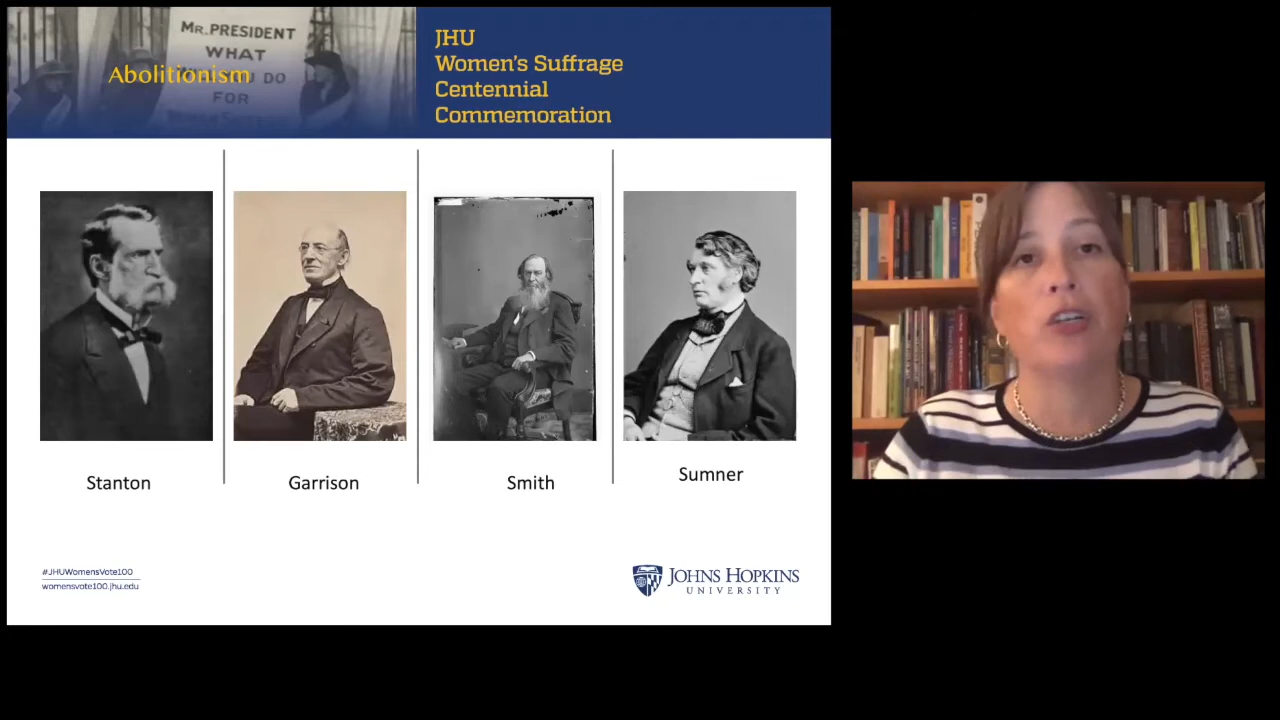 MR. PRESIDENT
WHAT
DO
FOR
Abolitionism
JHU
Women's Suffrage
Centennial
Commemoration
Stanton
Garrison
Smith
Sumner
#JHUWomensVote100
womensvote100.jhu.edu
JOHNS HOPKINS
UNIVERSITY